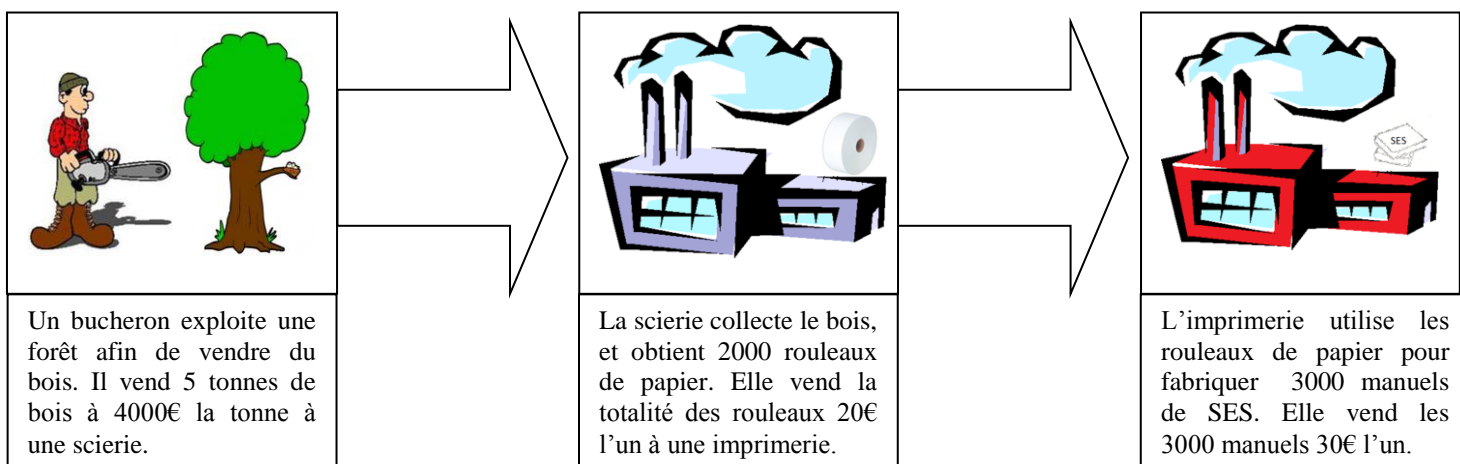 SES
Un bucheron exploite une
forêt afin de vendre du
bois. Il vend 5 tonnes de
bois à 4000€ la tonne à
une scierie.
La scierie collecte le bois,
et obtient 2000 rouleaux
de papier. Elle vend la
totalité des rouleaux 20€
l’un à une imprimerie.
L’imprimerie utilise les
rouleaux de papier pour
fabriquer 3000 manuels
de SES. Elle vend les
3000 manuels 30€ l’un.